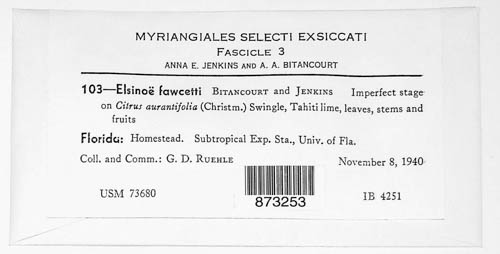 MYRIANGIALES SELECTI EXSICCATI
FASCICLE 3
ANNA E. JENKINS AND A. A. BITANCOURT
103—Elsinoë fawcetti BITANCOURT and JENKINS Imperfect stage
on Citrus aurantifolia (Christm.) Swingle, Tahiti lime, leaves, stems and
fruits
Florida: Homestead. Subtropical Exp. Sta., Univ. of Fla.
Coll. and Comm.: G. D. RUEHLE November 8, 1940
USM 73680 IB 4251
873253